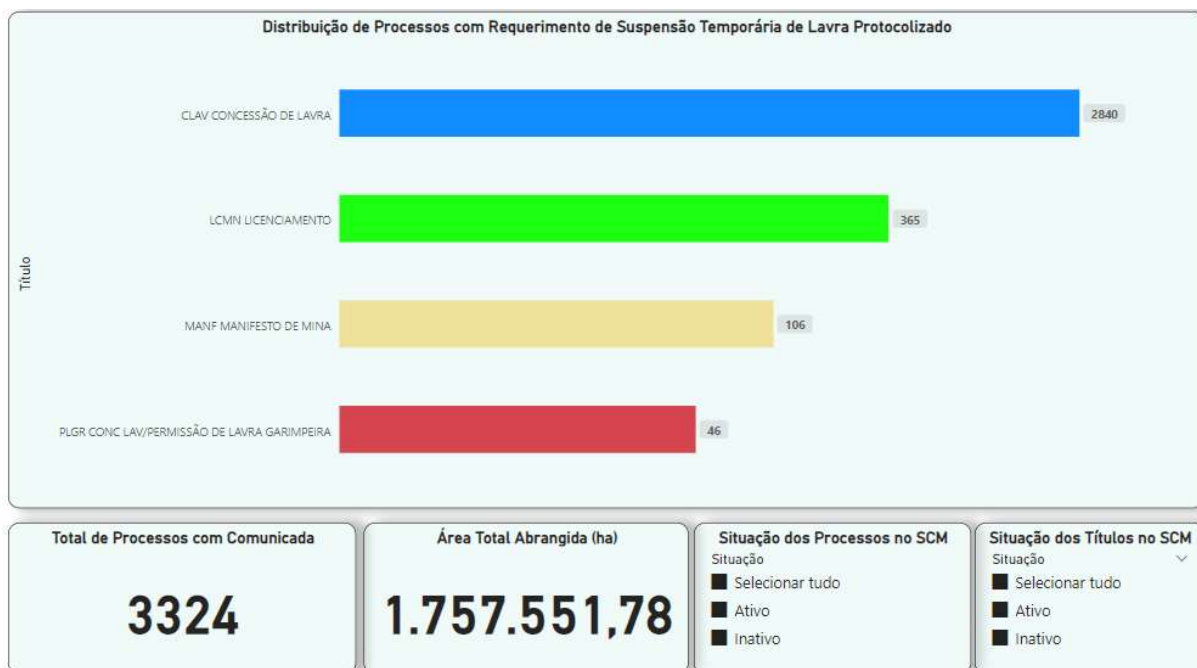 Distribuição de Processos com Requerimento de Suspensão Temporária de Lavra Protocolizado
Título
CLAV CONCESSÃO DE LAVRA
2840
LCMN LICENCIAMENTO
365
MANF MANIFESTO DE MINA
106
PLGR CONC LAV/PERMISSÃO DE LAVRA GARIMPEIRA
46
Total de Processos com Comunicada
3324
Área Total Abrangida (ha)
1.757.551,78
Situação dos Processos no SCM
Situação
Selecionar tudo
Ativo
Inativo
Situação dos Títulos no SCM
Situação
Selecionar tudo
Ativo
Inativo